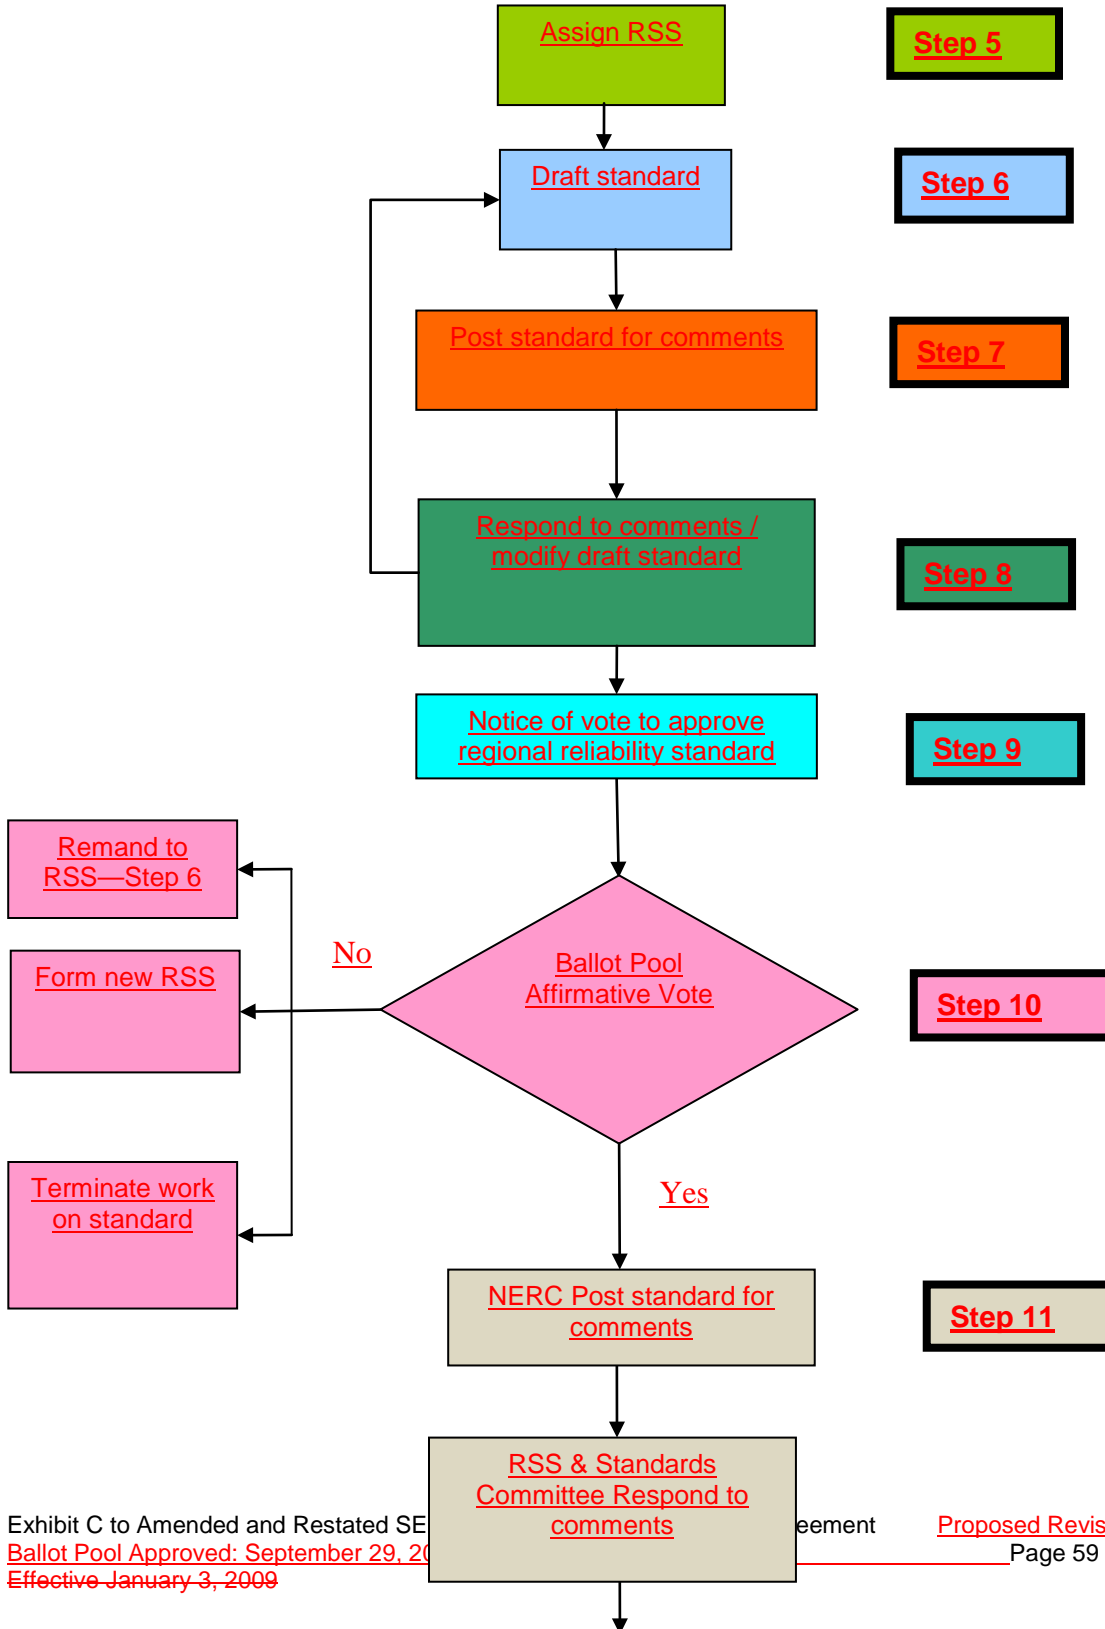 Assign RSS
Step 5
Draft standard
Step 6
Post standard for comments
Step 7
Respond to comments /
modify draft standard
Step 8
Notice of vote to approve
regional reliability standard
Step 9
Remand to
RSS—Step 6
No
Form new RSS
Ballot Pool
Affirmative Vote
Step 10
Terminate work
on standard
Yes
NERC Post standard for
comments
Step 11
RSS & Standards
Committee Respond to
comments
Exhibit C to Amended and Restated SE eement Proposed Revis
Ballot Pool Approved: September 29, 20 Page 59
Effective January 3, 2009